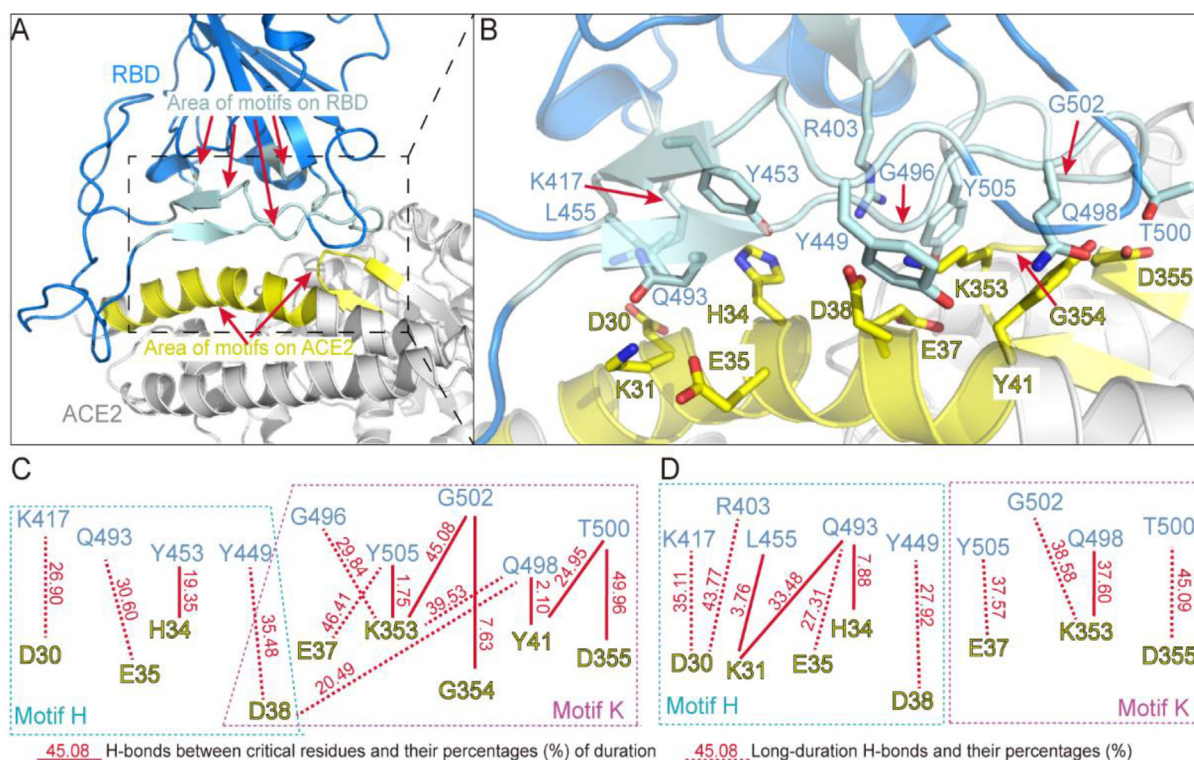 A
RBD
Area of motifs on RBD
Area of motifs on ACE2
ACE2
B
G502
R403
K417
Y453
G496
Y505
L455
Y449
Q498
T500
Q493
K353
D355
D30
H34
D38
G354
E35
E37
K31
Y41
C
G502
K417
G496
T500
Q493
Y453
Y449
Y505
Q498
26.90
30.60
19.35
35.48
29.84
46.41
1.75
45.08
7.63
39.53
20.49
2.10
24.95
49.96
D30
E35
H34
D38
E37
K353
G354
Y41
D355
Motif H
Motif K
D
R403
G502
K417
L455
Q493
Y449
Y505
Q498
T500
35.11
43.77
3.76
33.48
27.31
7.88
27.92
37.57
38.58
37.60
45.09
D30
K31
E35
H34
D38
E37
K353
D355
Motif H
Motif K
45.08 H-bonds between critical residues and their percentages (%) of duration
45.08 Long-duration H-bonds and their percentages (%)